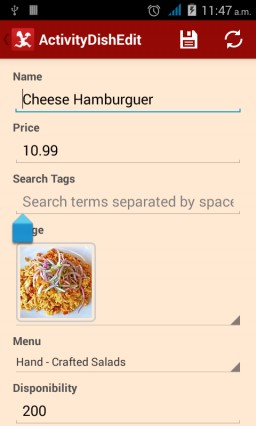 11:47 a.m.
ActivityDishEdit
Name
Cheese Hamburguer
Price
10.99
Search Tags
Search terms separated by space
ge
Menu
Hand - Crafted Salads
Disponibility
200